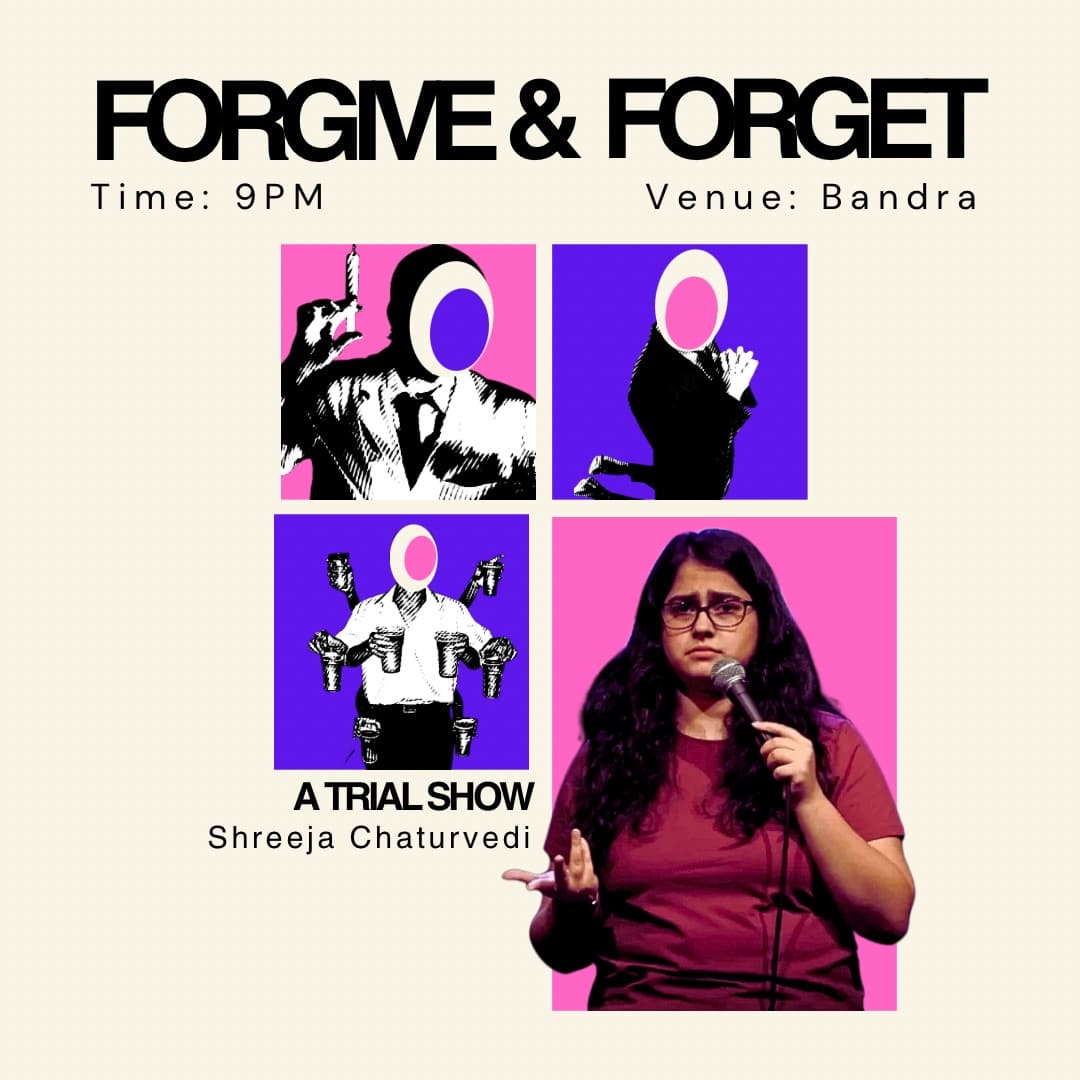 FORGIVE & FORGET
Time: 9PM
Venue: Bandra
A TRIAL SHOW
Shreeja Chaturvedi